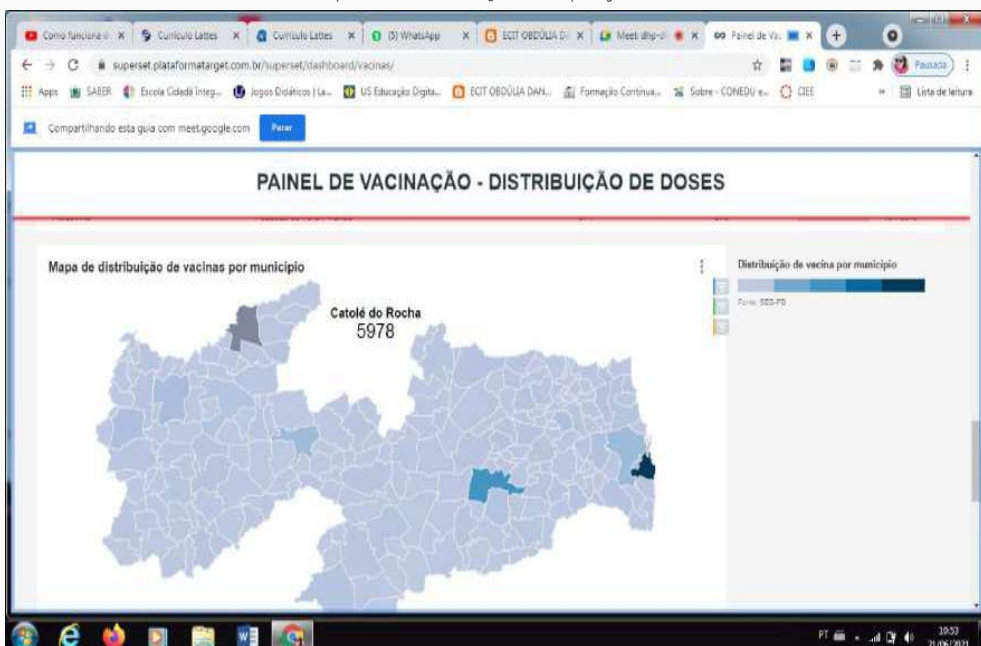 Como funciona o
Currículo Lattes
Currículo Lattes
(5) WhatsApp
ECIT OBDÚLIA D
Meet
Painel de Va
superset.plataformatarget.com.br/superset/dashboard/vacinas/
Pausada
Apps
SABER
Escola Cidadã Integ...
Jogos Didáticos | La...
US Educação Digita...
ECIT OBDÚLIA DAN...
Formação Continua...
Sobre - CONEDU e...
CIEE
»
Lista de leitura
Compartilhando esta guia com meet.google.com
Parar
PAINEL DE VACINAÇÃO - DISTRIBUIÇÃO DE DOSES
Mapa de distribuição de vacinas por município
Catolé do Rocha
5978
Distribuição de vacina por município
Fonte: SES-PB
PT
10:53
21/06/2021